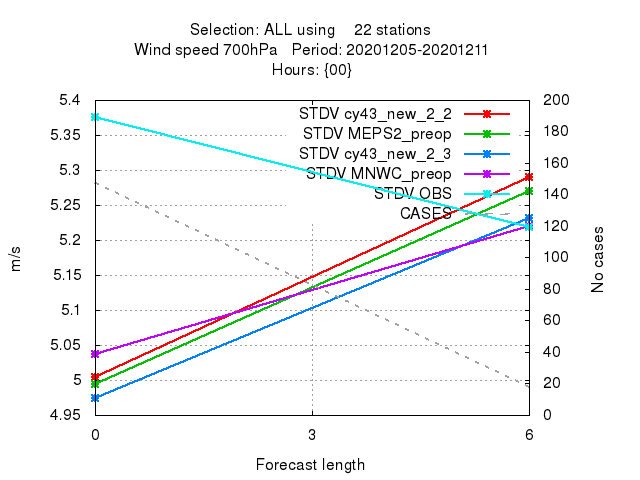 Selection: ALL using 22 stations
Wind speed 700hPa Period: 20201205-20201211
Hours: {00}
5.4 200
STDV cy43_new_2_2
5.35 180
STDV MEPS2_preop
5.3 160
STDV cy43_new_2_3
STDV MNWC_preop
5.25 140
STDV OBS
CASES
5.2 120
5.15 100
5.1 80
5.05 60
40
5 20
4.95 0
m/s
No cases
0 3 6
Forecast length